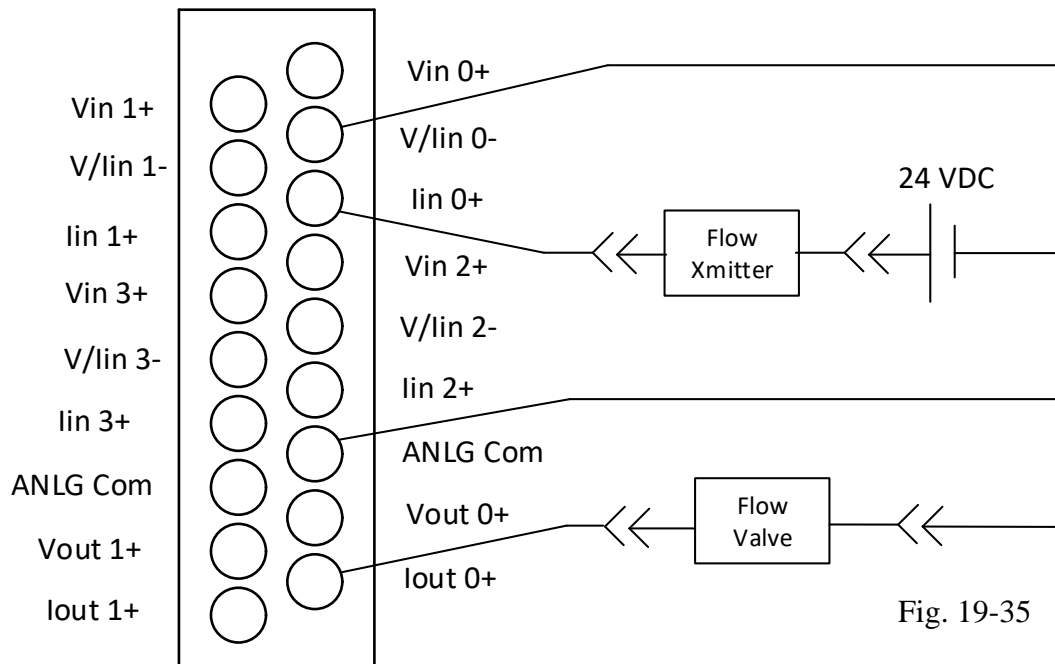 Vin 1+
V/Iin 1-
Iin 1+
Vin 3+
V/Iin 3-
Iin 3+
ANLG Com
Vout 1+
Iout 1+
Vin 0+
V/Iin 0-
Iin 0+
Vin 2+
V/Iin 2-
Iin 2+
ANLG Com
Vout 0+
Iout 0+
24 VDC
Flow
Xmitter
Flow
Valve
Fig. 19-35